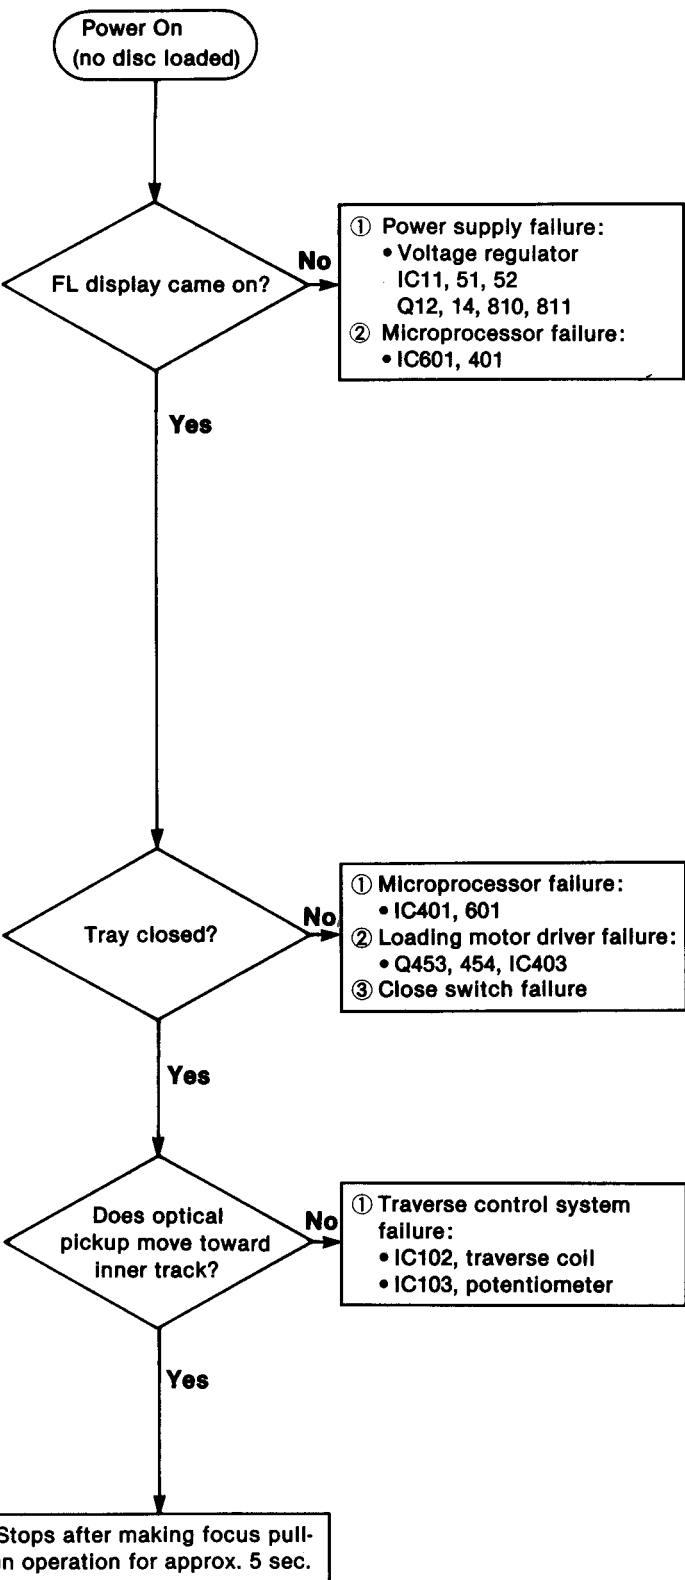 Power On
(no disc loaded)
FL display came on?
No
① Power supply failure:
• Voltage regulator
IC11, 51, 52
Q12, 14, 810, 811
② Microprocessor failure:
• IC601, 401
Yes
Tray closed?
No
① Microprocessor failure:
• IC401, 601
② Loading motor driver failure:
• Q453, 454, IC403
③ Close switch failure
Yes
Does optical
pickup move toward
inner track?
No
① Traverse control system
failure:
• IC102, traverse coil
• IC103, potentiometer
Yes
Stops after making focus pull-
n operation for approx. 5 sec.